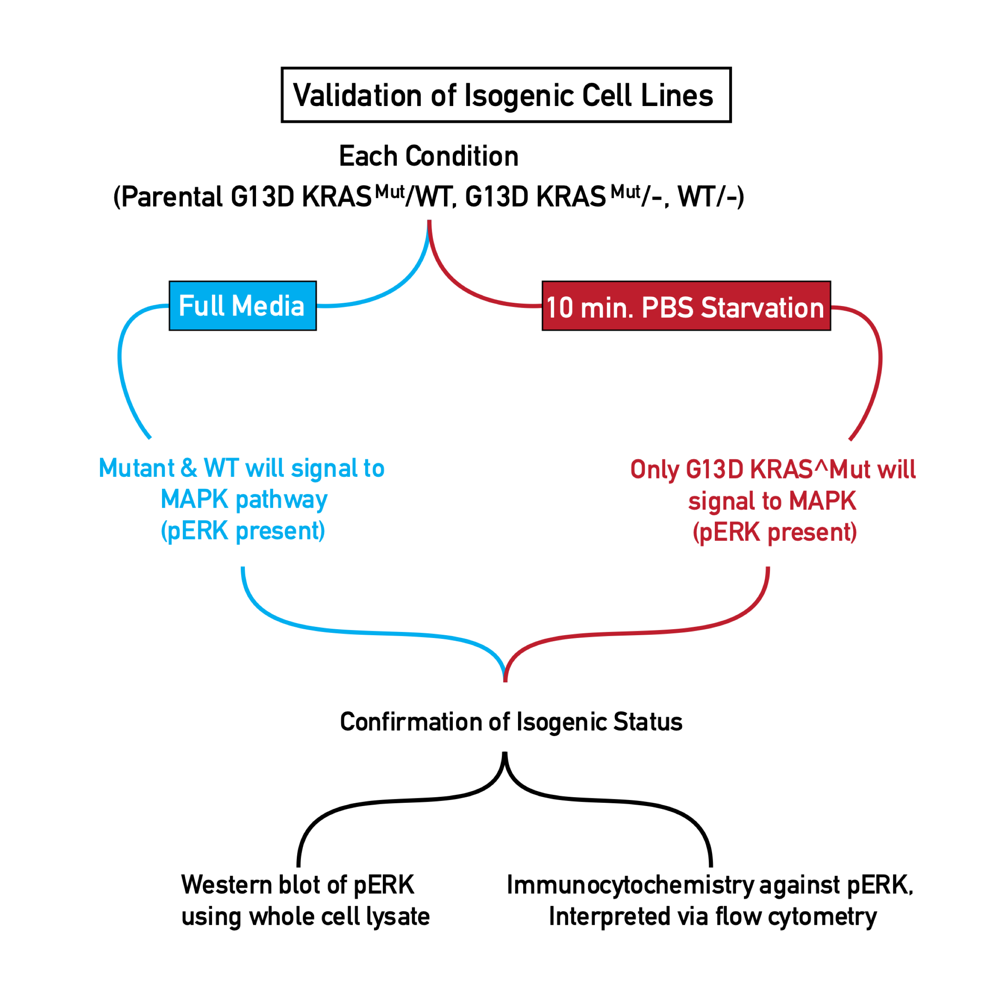 Validation of Isogenic Cell Lines
Each Condition
(Parental G13D KRASᴹᵘᵗ/WT, G13D KRASᴹᵘᵗ/-, WT/-)
Full Media
10 min. PBS Starvation
Mutant & WT will signal to
MAPK pathway
(pERK present)
Only G13D KRAS^Mut will
signal to MAPK
(pERK present)
Confirmation of Isogenic Status
Western blot of pERK
using whole cell lysate
Immunocytochemistry against pERK,
Interpreted via flow cytometry